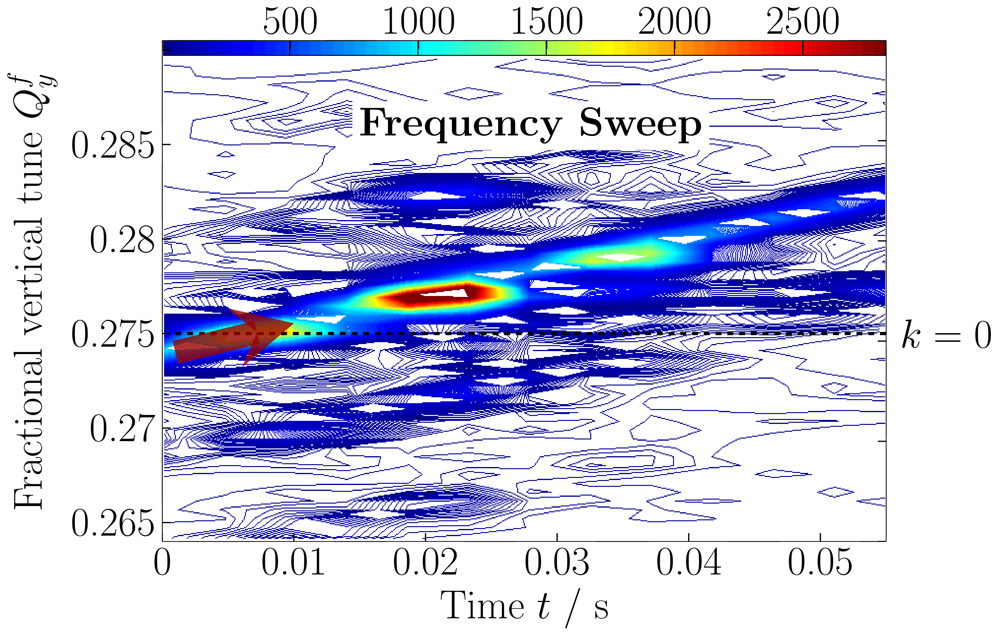 500 1000 1500 2000 2500
Frequency Sweep
Fractional vertical tune Q_y^f
0.285
0.28
0.275
0.27
0.265
k = 0
0 0.01 0.02 0.03 0.04 0.05
Time t / s